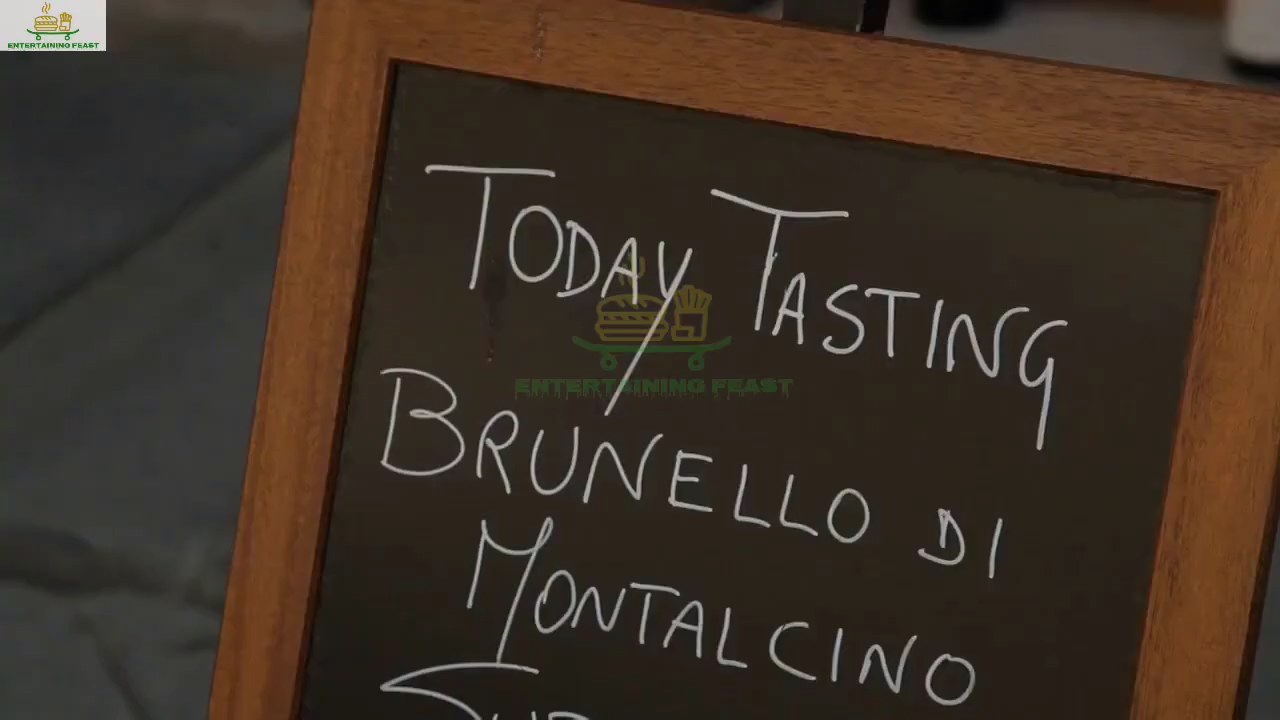 ENTERTAINING FEAST
TODAY TASTING
ENTERTAINING FEAST
BRUNELLO DI
MONTALCINO